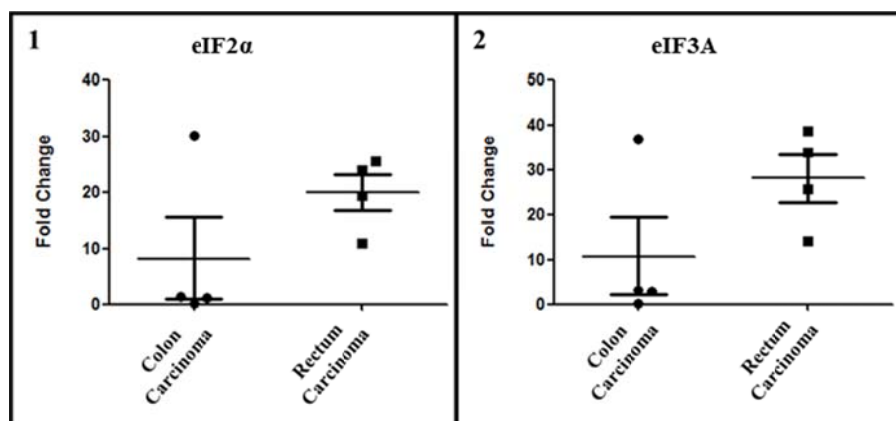 1
eIF2α
Fold Change
40
30
20
10
0
Colon
Carcinoma
Rectum
Carcinoma
2
eIF3A
Fold Change
50
40
30
20
10
0
Colon
Carcinoma
Rectum
Carcinoma